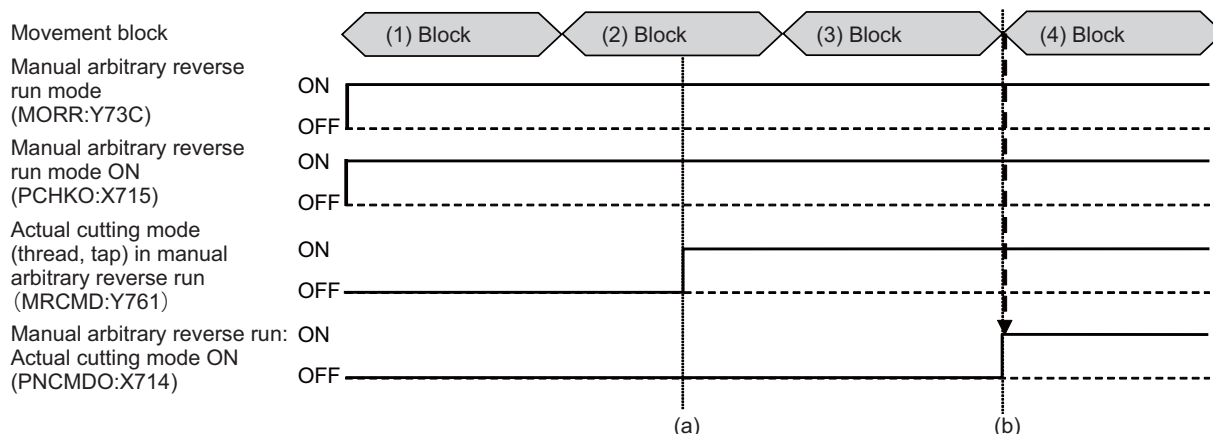 Movement block
(1) Block
(2) Block
(3) Block
(4) Block
Manual arbitrary reverse
run mode
(MORR:Y73C)
ON
OFF
Manual arbitrary reverse
run mode ON
(PCHKO:X715)
ON
OFF
Actual cutting mode
(thread, tap) in manual
arbitrary reverse run
（MRCMD:Y761）
ON
OFF
Manual arbitrary reverse run:
Actual cutting mode ON
(PNCMDO:X714)
ON
OFF
(a)
(b)